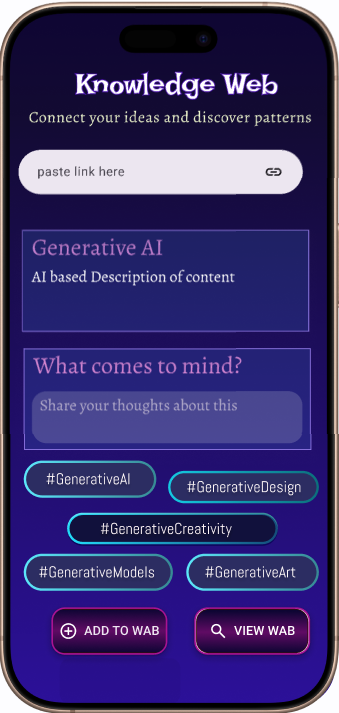 Knowledge Web
Connect your ideas and discover patterns
paste link here
Generative AI
AI based Description of content
What comes to mind?
Share your thoughts about this
#GenerativeAI
#GenerativeDesign
#GenerativeCreativity
#GenerativeModels
#GenerativeArt
ADD TO WAB
VIEW WAB